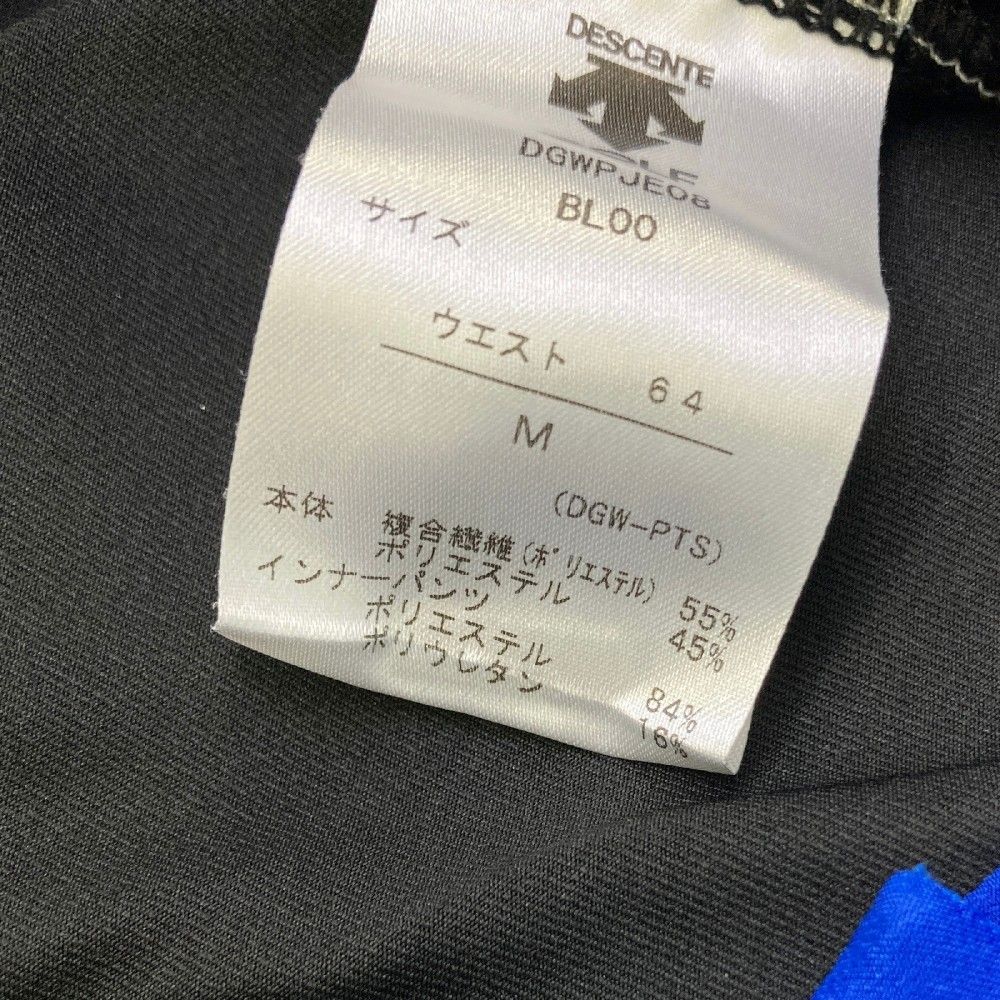 DESCENTE
DGWPJE08
BL00
サイズ
ウエスト 64
M
(DGW-PTS)
本体 複合繊維(ポリエステル) 55%
ポリエステル 45%
インナーパンツ
ポリエステル 84%
ポリウレタン 16%